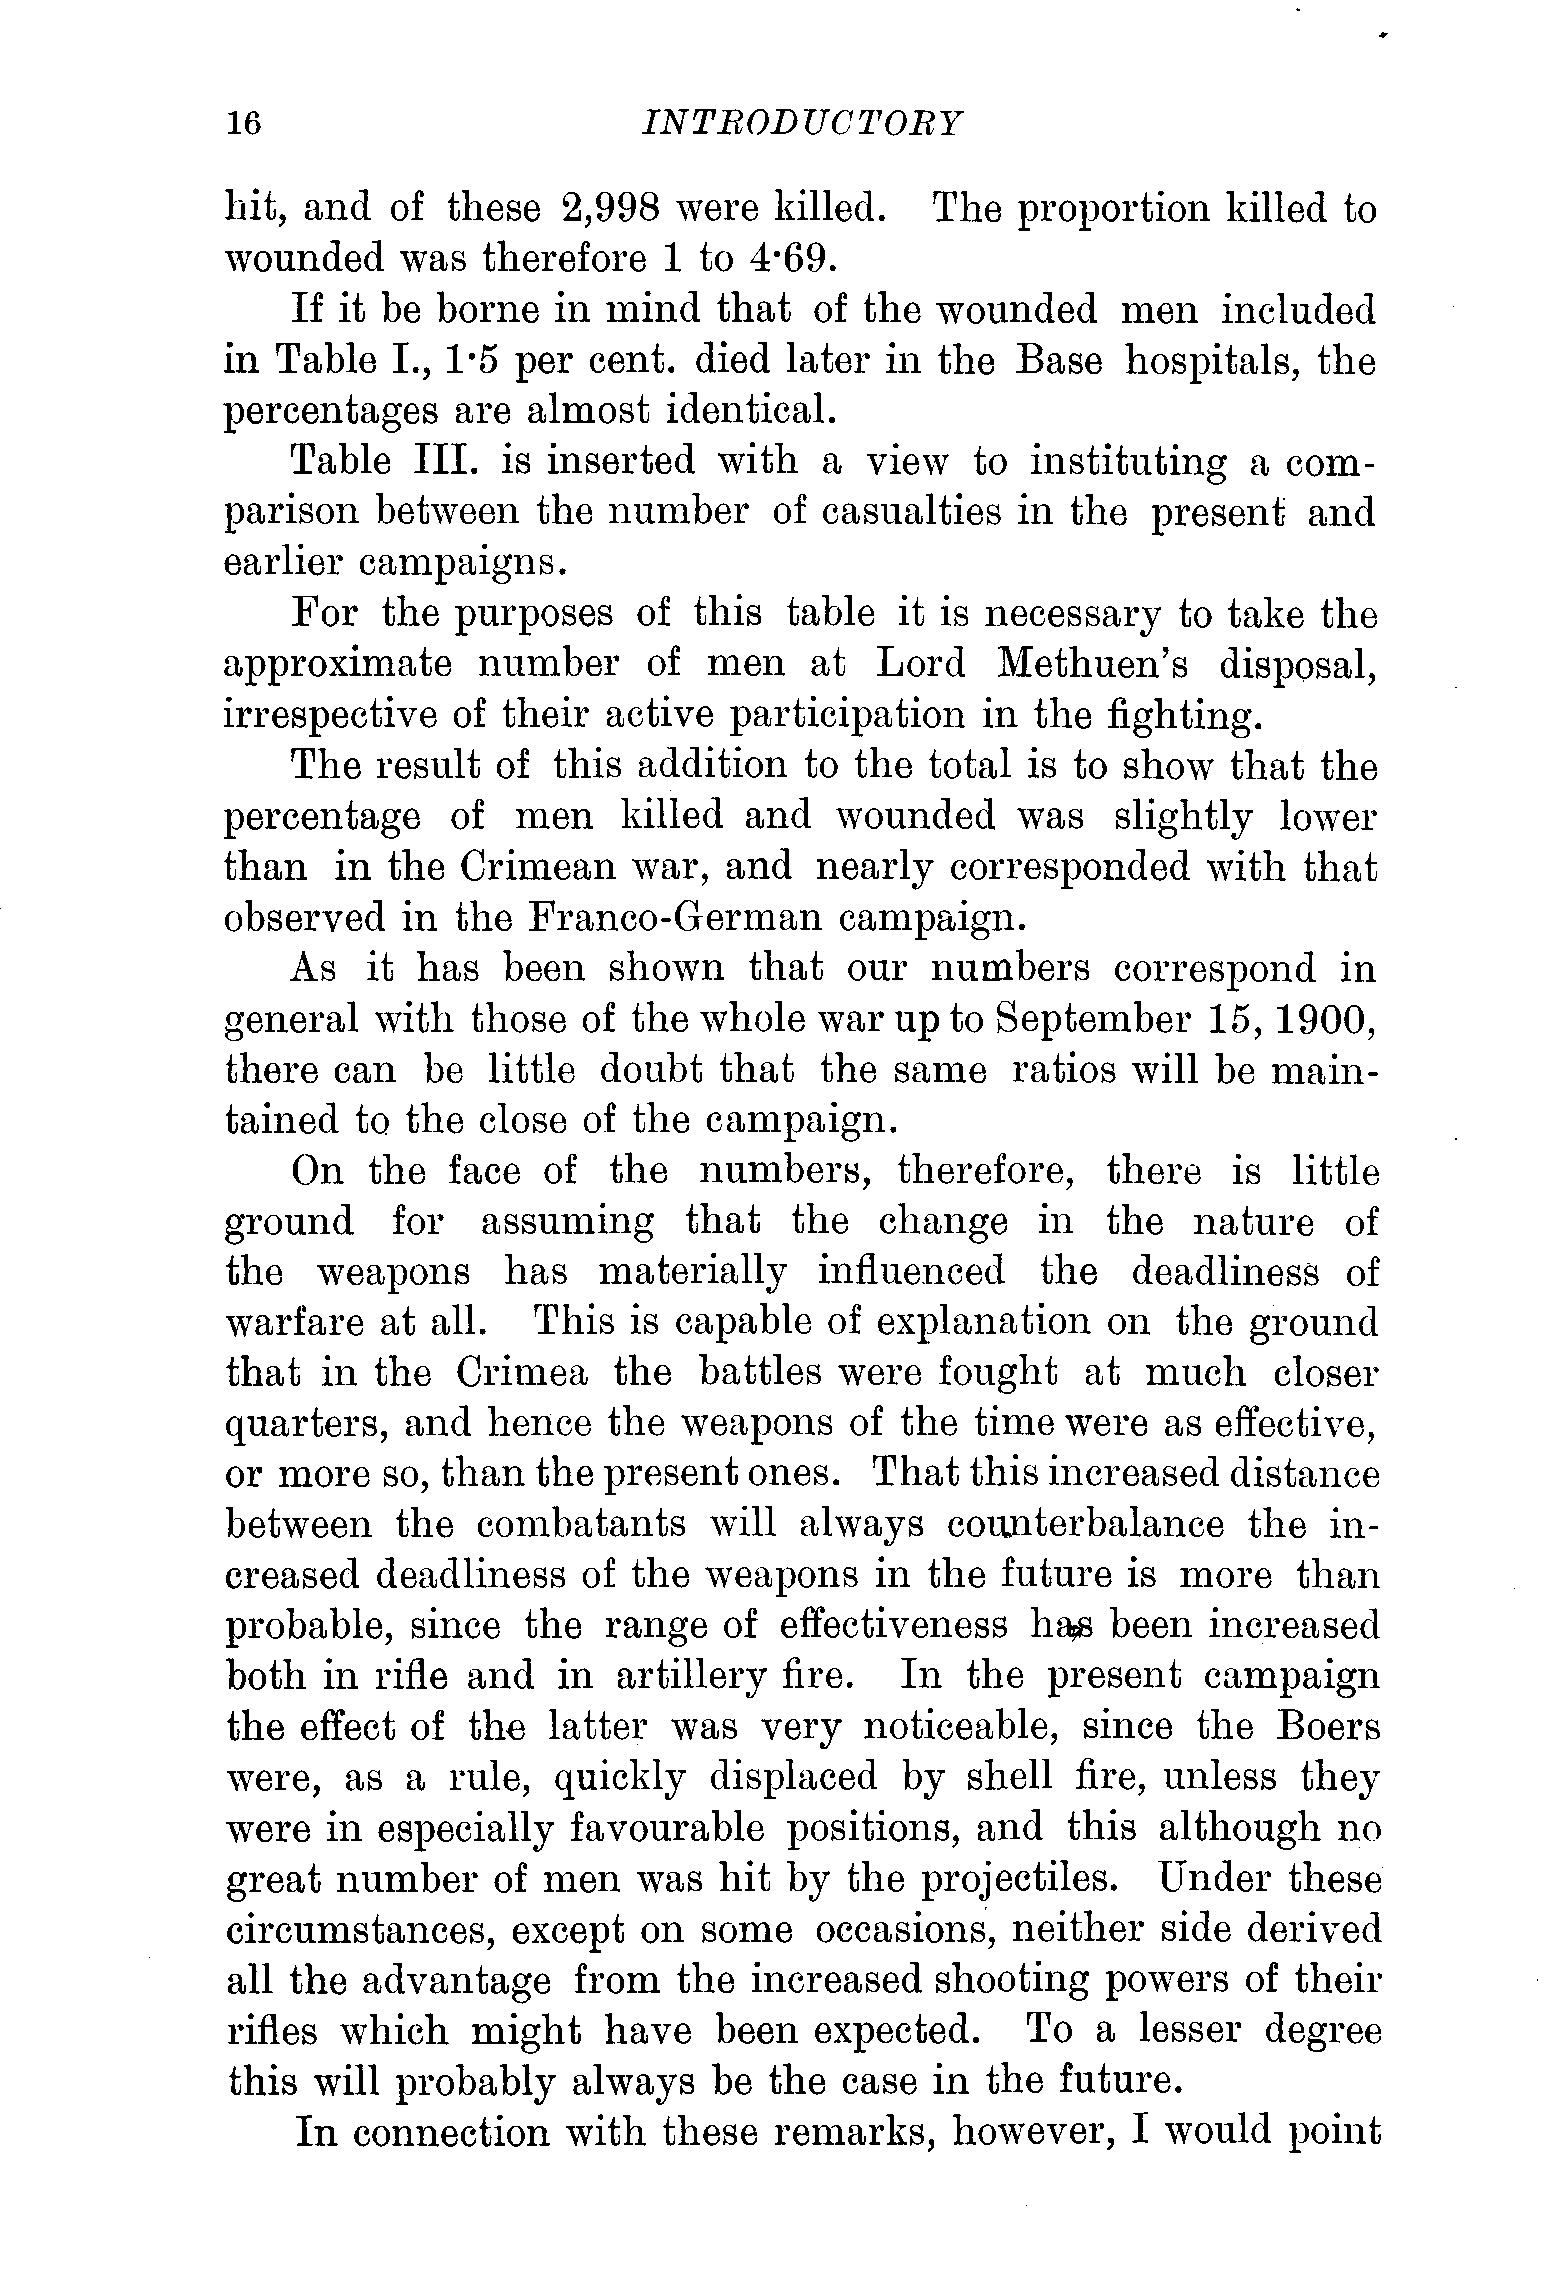 16 INTRODUCTORY
hit, and of these 2,998 were killed. The proportion killed to
wounded was therefore 1 to 4·69.
If it be borne in mind that of the wounded men included
in Table I., 1·5 per cent. died later in the Base hospitals, the
percentages are almost identical.
Table III. is inserted with a view to instituting a com-
parison between the number of casualties in the present and
earlier campaigns.
For the purposes of this table it is necessary to take the
approximate number of men at Lord Methuen's disposal,
irrespective of their active participation in the fighting.
The result of this addition to the total is to show that the
percentage of men killed and wounded was slightly lower
than in the Crimean war, and nearly corresponded with that
observed in the Franco-German campaign.
As it has been shown that our numbers correspond in
general with those of the whole war up to September 15, 1900,
there can be little doubt that the same ratios will be main-
tained to the close of the campaign.
On the face of the numbers, therefore, there is little
ground for assuming that the change in the nature of
the weapons has materially influenced the deadliness of
warfare at all. This is capable of explanation on the ground
that in the Crimea the battles were fought at much closer
quarters, and hence the weapons of the time were as effective,
or more so, than the present ones. That this increased distance
between the combatants will always counterbalance the in-
creased deadliness of the weapons in the future is more than
probable, since the range of effectiveness has been increased
both in rifle and in artillery fire. In the present campaign
the effect of the latter was very noticeable, since the Boers
were, as a rule, quickly displaced by shell fire, unless they
were in especially favourable positions, and this although no
great number of men was hit by the projectiles. Under these
circumstances, except on some occasions, neither side derived
all the advantage from the increased shooting powers of their
rifles which might have been expected. To a lesser degree
this will probably always be the case in the future.
In connection with these remarks, however, I would point